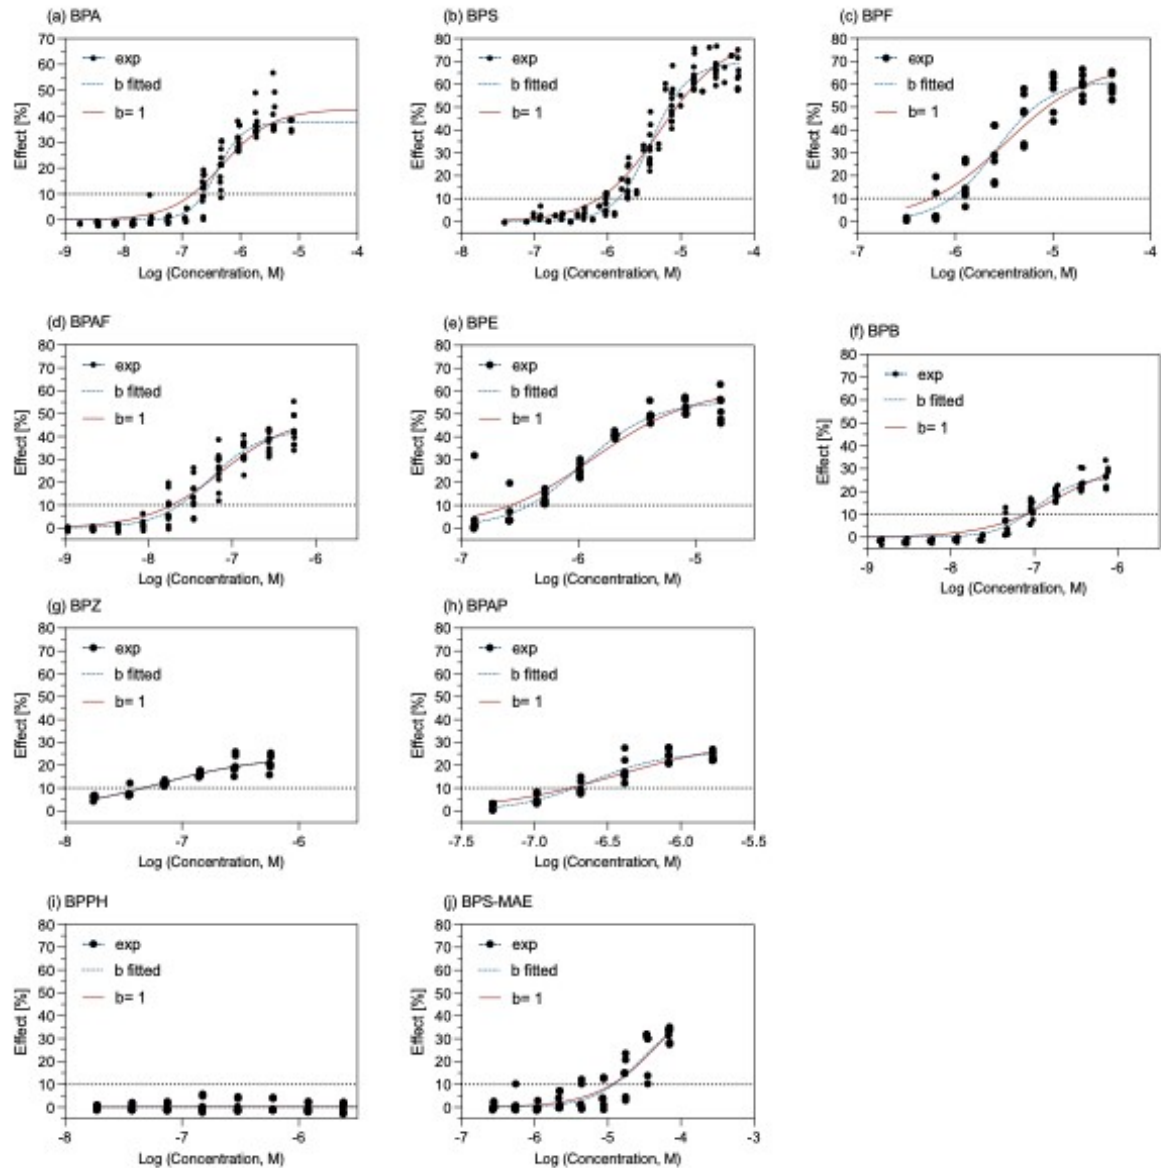 (a) BPA
Effect [%]
70
60
50
40
30
20
10
0
exp
b fitted
b= 1
-9 -8 -7 -6 -5 -4
Log (Concentration, M)
(b) BPS
Effect [%]
80
70
60
50
40
30
20
10
0
exp
b fitted
b= 1
-8 -7 -6 -5 -4
Log (Concentration, M)
(c) BPF
Effect [%]
80
70
60
50
40
30
20
10
0
exp
b fitted
b= 1
-7 -6 -5 -4
Log (Concentration, M)
(d) BPAF
Effect [%]
80
70
60
50
40
30
20
10
0
exp
b fitted
b= 1
-9 -8 -7 -6
Log (Concentration, M)
(e) BPE
Effect [%]
80
70
60
50
40
30
20
10
0
exp
b fitted
b= 1
-7 -6 -5
Log (Concentration, M)
(f) BPB
Effect [%]
80
70
60
50
40
30
20
10
0
exp
b fitted
b= 1
-9 -8 -7 -6
Log (Concentration, M)
(g) BPZ
Effect [%]
80
70
60
50
40
30
20
10
0
exp
b fitted
b= 1
-8 -7 -6
Log (Concentration, M)
(h) BPAP
Effect [%]
80
70
60
50
40
30
20
10
0
exp
b fitted
b= 1
-7.5 -7.0 -6.5 -6.0 -5.5
Log (Concentration, M)
(i) BPPH
Effect [%]
80
70
60
50
40
30
20
10
0
exp
b fitted
b= 1
-8 -7 -6
Log (Concentration, M)
(j) BPS-MAE
Effect [%]
80
70
60
50
40
30
20
10
0
exp
b fitted
b= 1
-7 -6 -5 -4 -3
Log (Concentration, M)